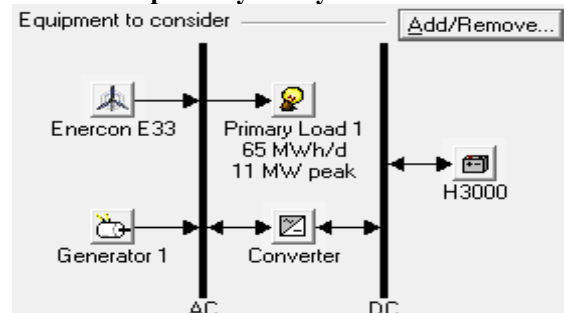 Equipment to consider
Add/Remove...
Enercon E33
Primary Load 1
65 MWh/d
11 MW peak
H3000
Generator 1
Converter
AC
DC